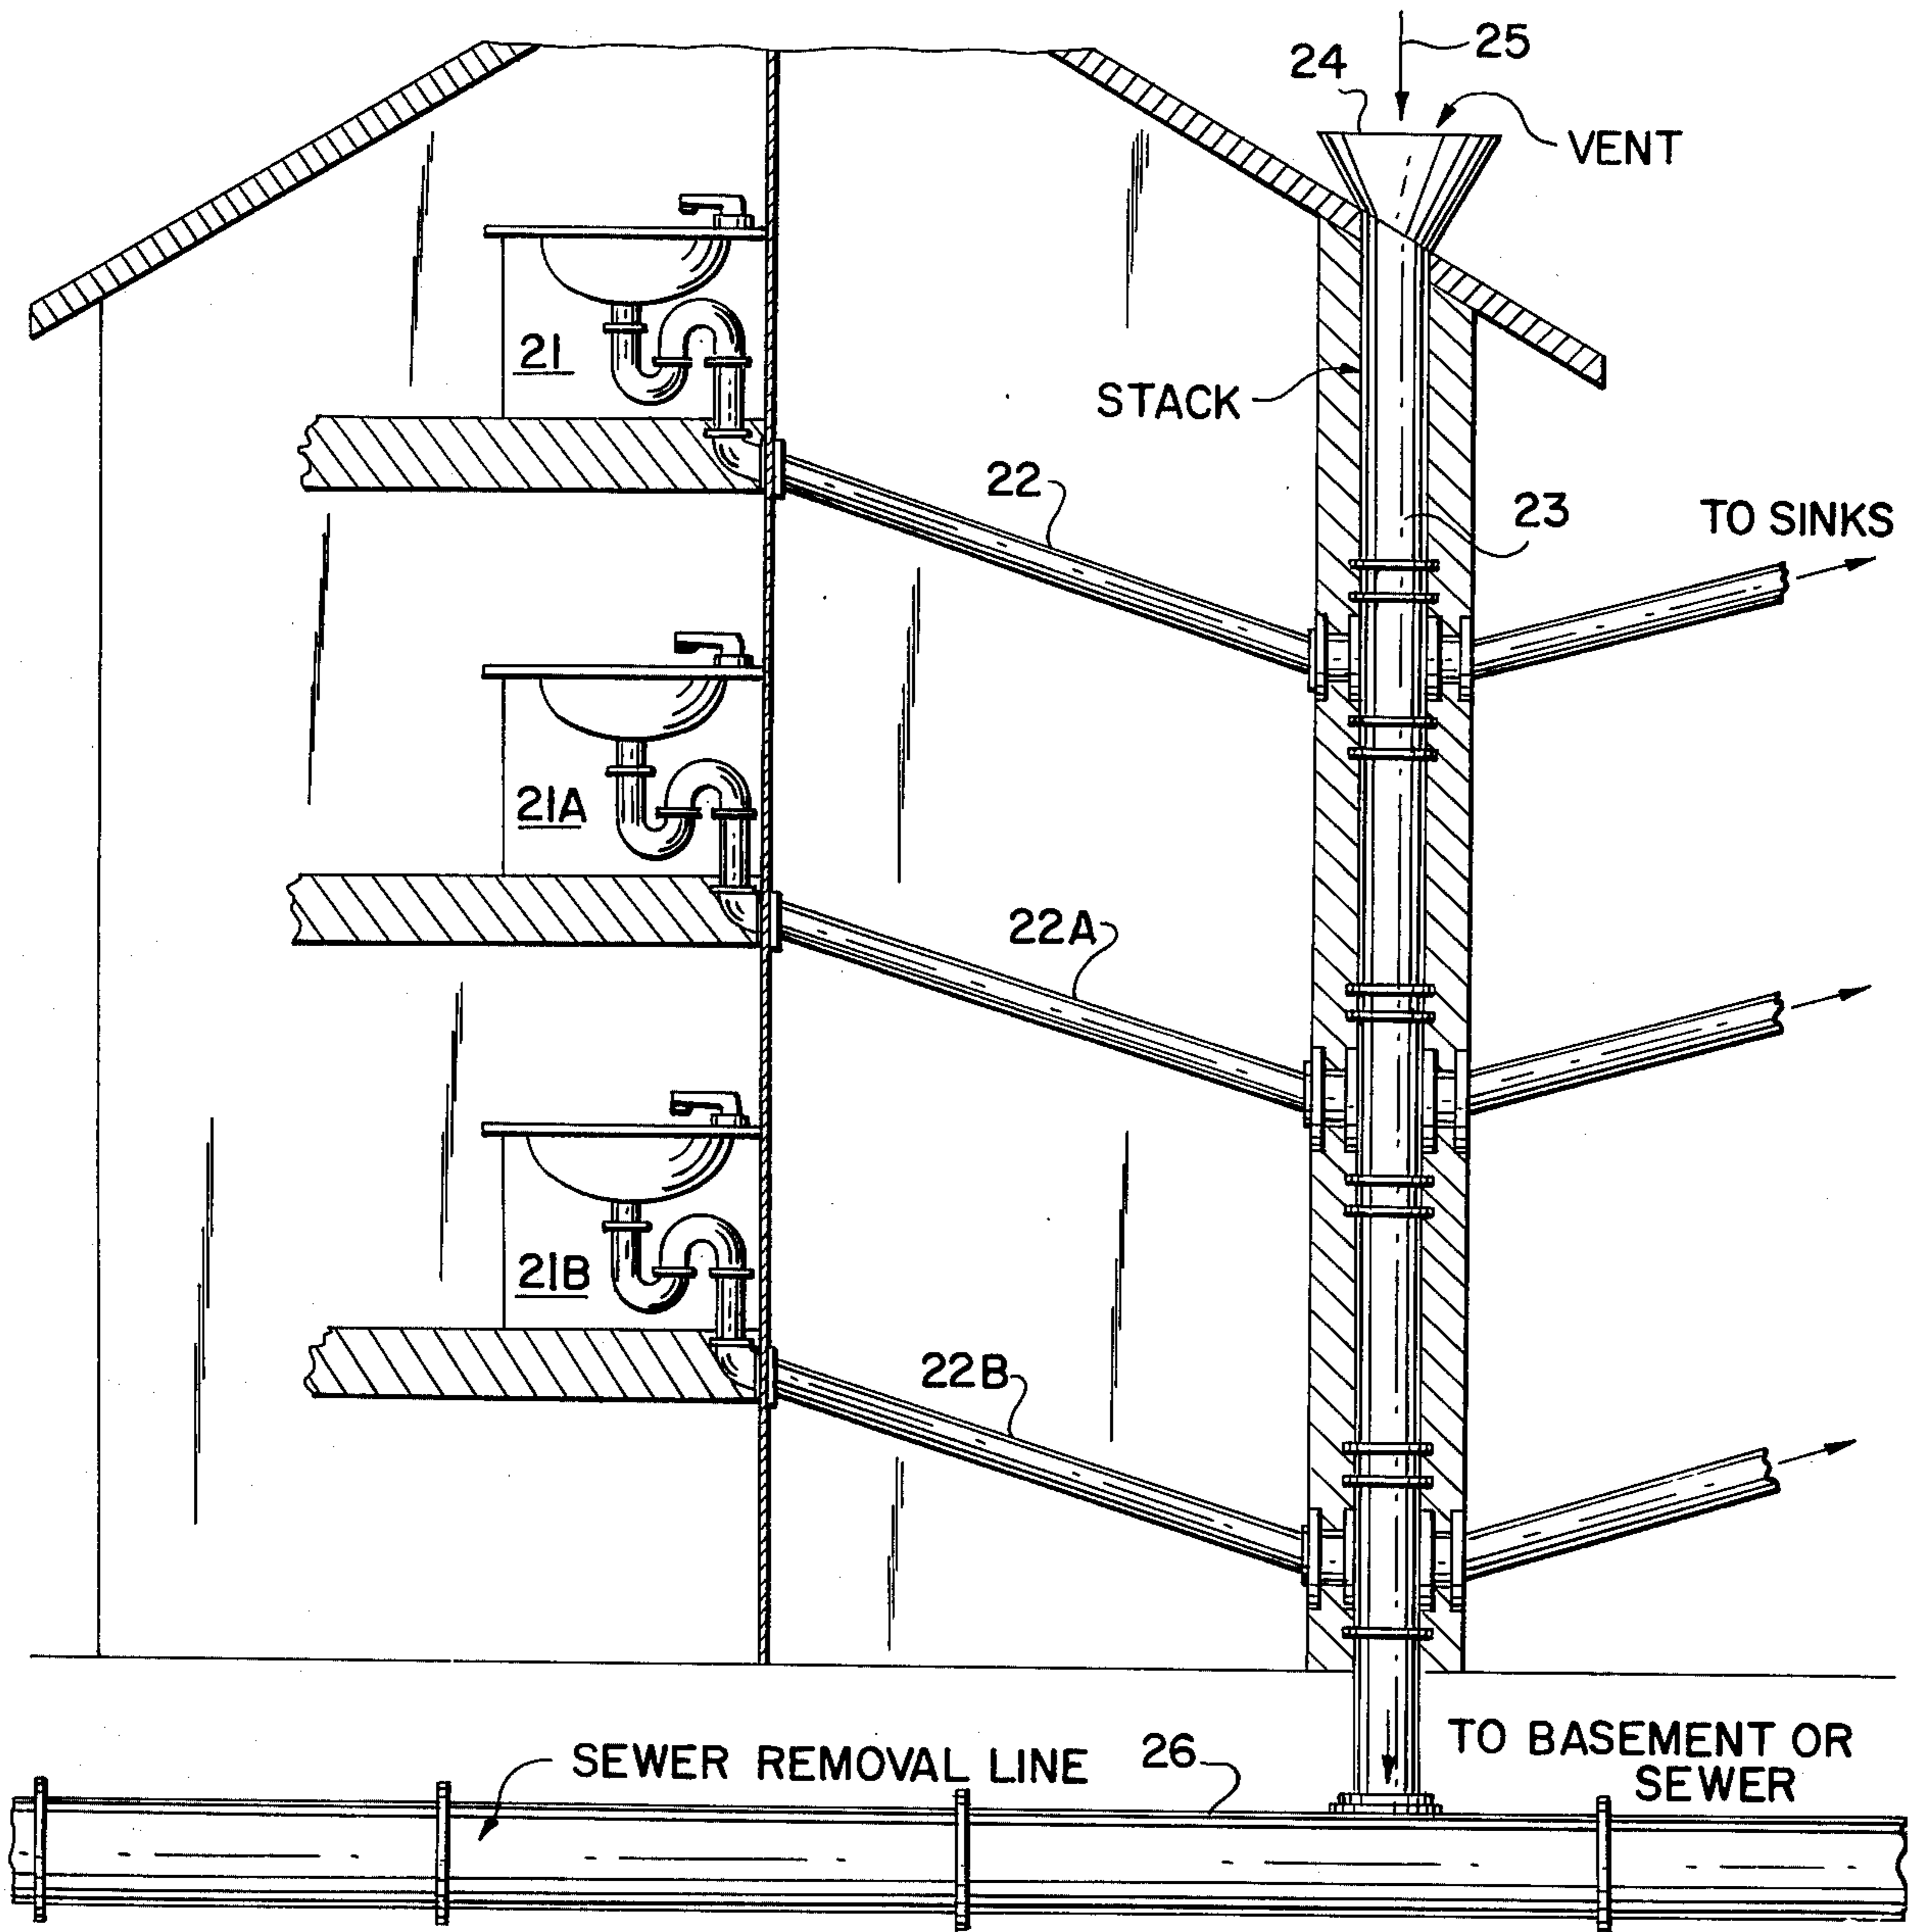 25
24
VENT
21
STACK
22
23
TO SINKS
21A
22A
21B
22B
TO BASEMENT OR
SEWER
26
SEWER REMOVAL LINE